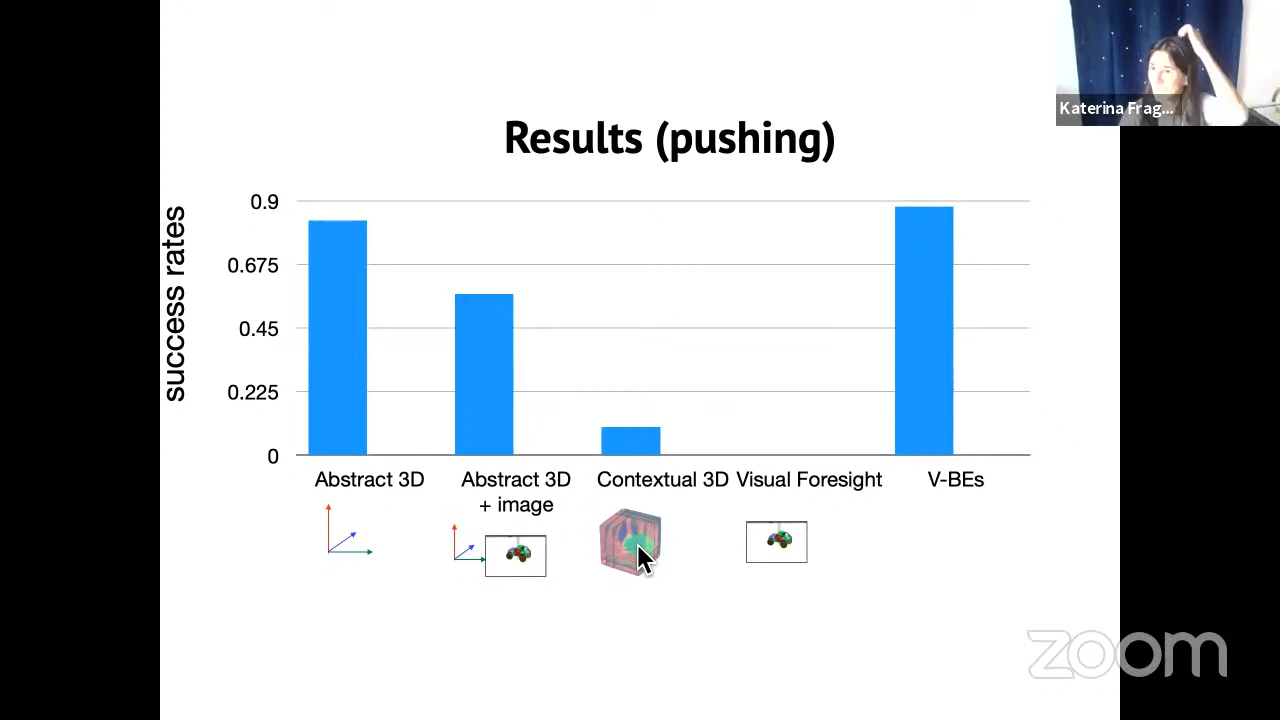 Katerina Frag...
Results (pushing)
success rates
0.9
0.675
0.45
0.225
0
Abstract 3D
Abstract 3D
+ image
Contextual 3D
Visual Foresight
V-BEs
zoom